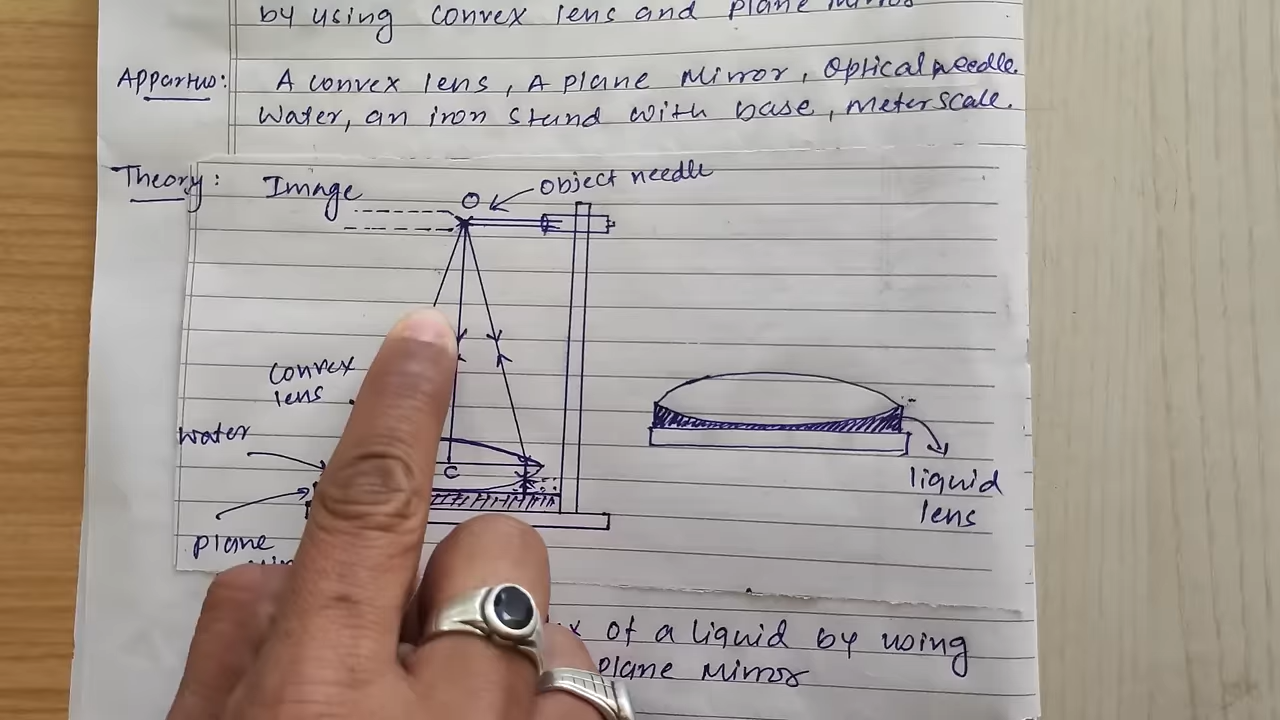 by using convex lens and plane
Appartus: A convex lens, A plane Mirror, Optical needle.
Water, an iron stand with base, Meter scale.
Theory: Image
O
Object needle
convex
lens
water
C
plane
liquid
lens
of a liquid by using
plane Mirror